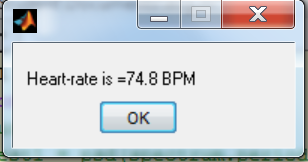 Heart-rate is =74.8 BPM
OK